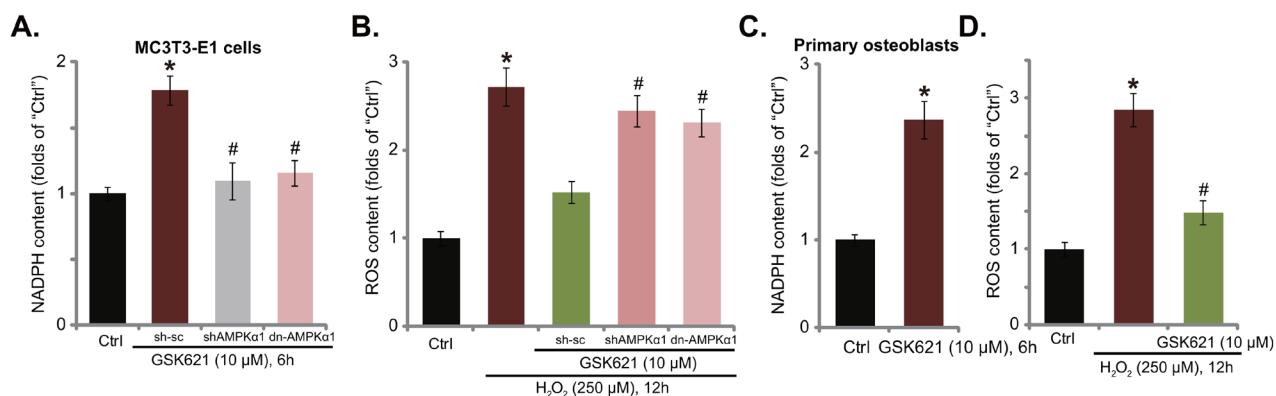 A.
MC3T3-E1 cells
NADPH content (folds of “Ctrl”)
2
1
0
*
#
#
Ctrl
sh-sc
shAMPKα1
dn-AMPKα1
GSK621 (10 µM), 6h
B.
ROS content (folds of “Ctrl”)
3
2
1
0
*
#
#
Ctrl
sh-sc
shAMPKα1
dn-AMPKα1
GSK621 (10 µM)
H₂O₂ (250 µM), 12h
C.
Primary osteoblasts
NADPH content (folds of “Ctrl”)
3
2
1
0
*
Ctrl
GSK621 (10 µM), 6h
D.
ROS content (folds of “Ctrl”)
3
2
1
0
*
#
Ctrl
GSK621 (10 µM)
H₂O₂ (250 µM), 12h